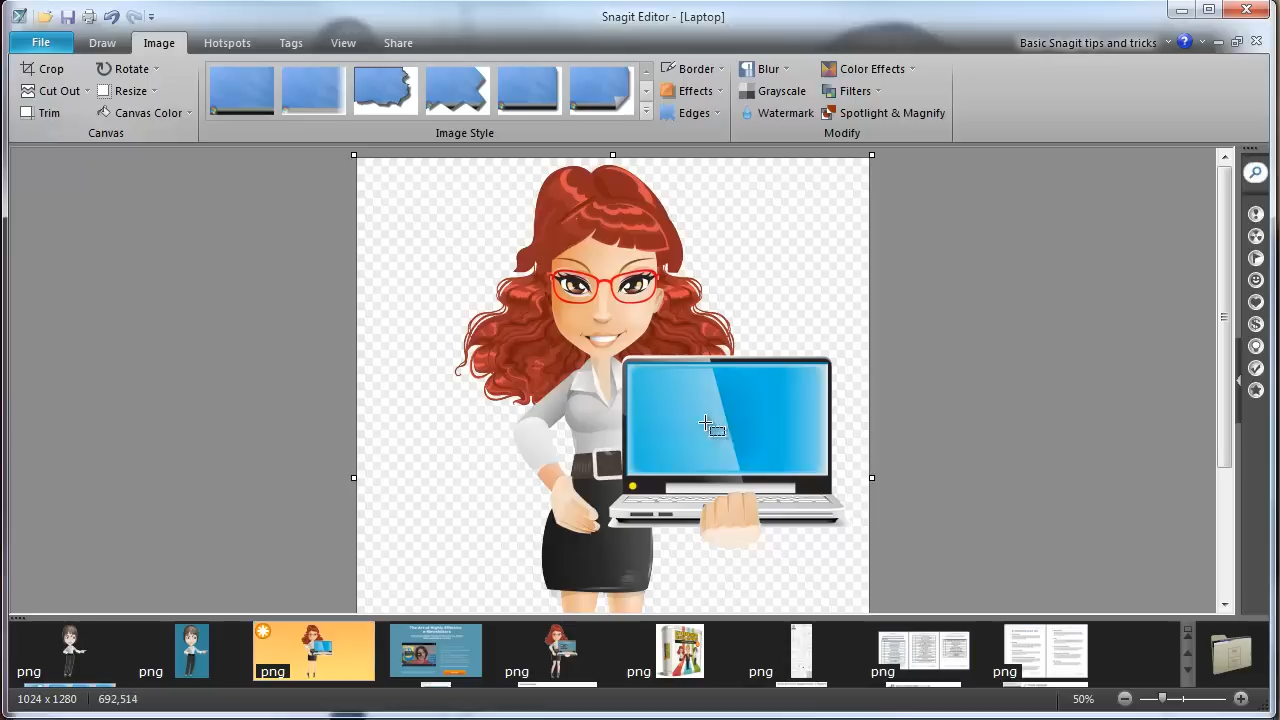 Snagit Editor - [Laptop]
File Draw Image Hotspots Tags View Share Basic Snagit tips and tricks
Crop Rotate Border Blur Color Effects
Cut Out Resize Effects Grayscale Filters
Trim Canvas Color Edges Watermark Spotlight & Magnify
Canvas Image Style Modify
png png png png png png png png
1024 x 1280 692,514 50%